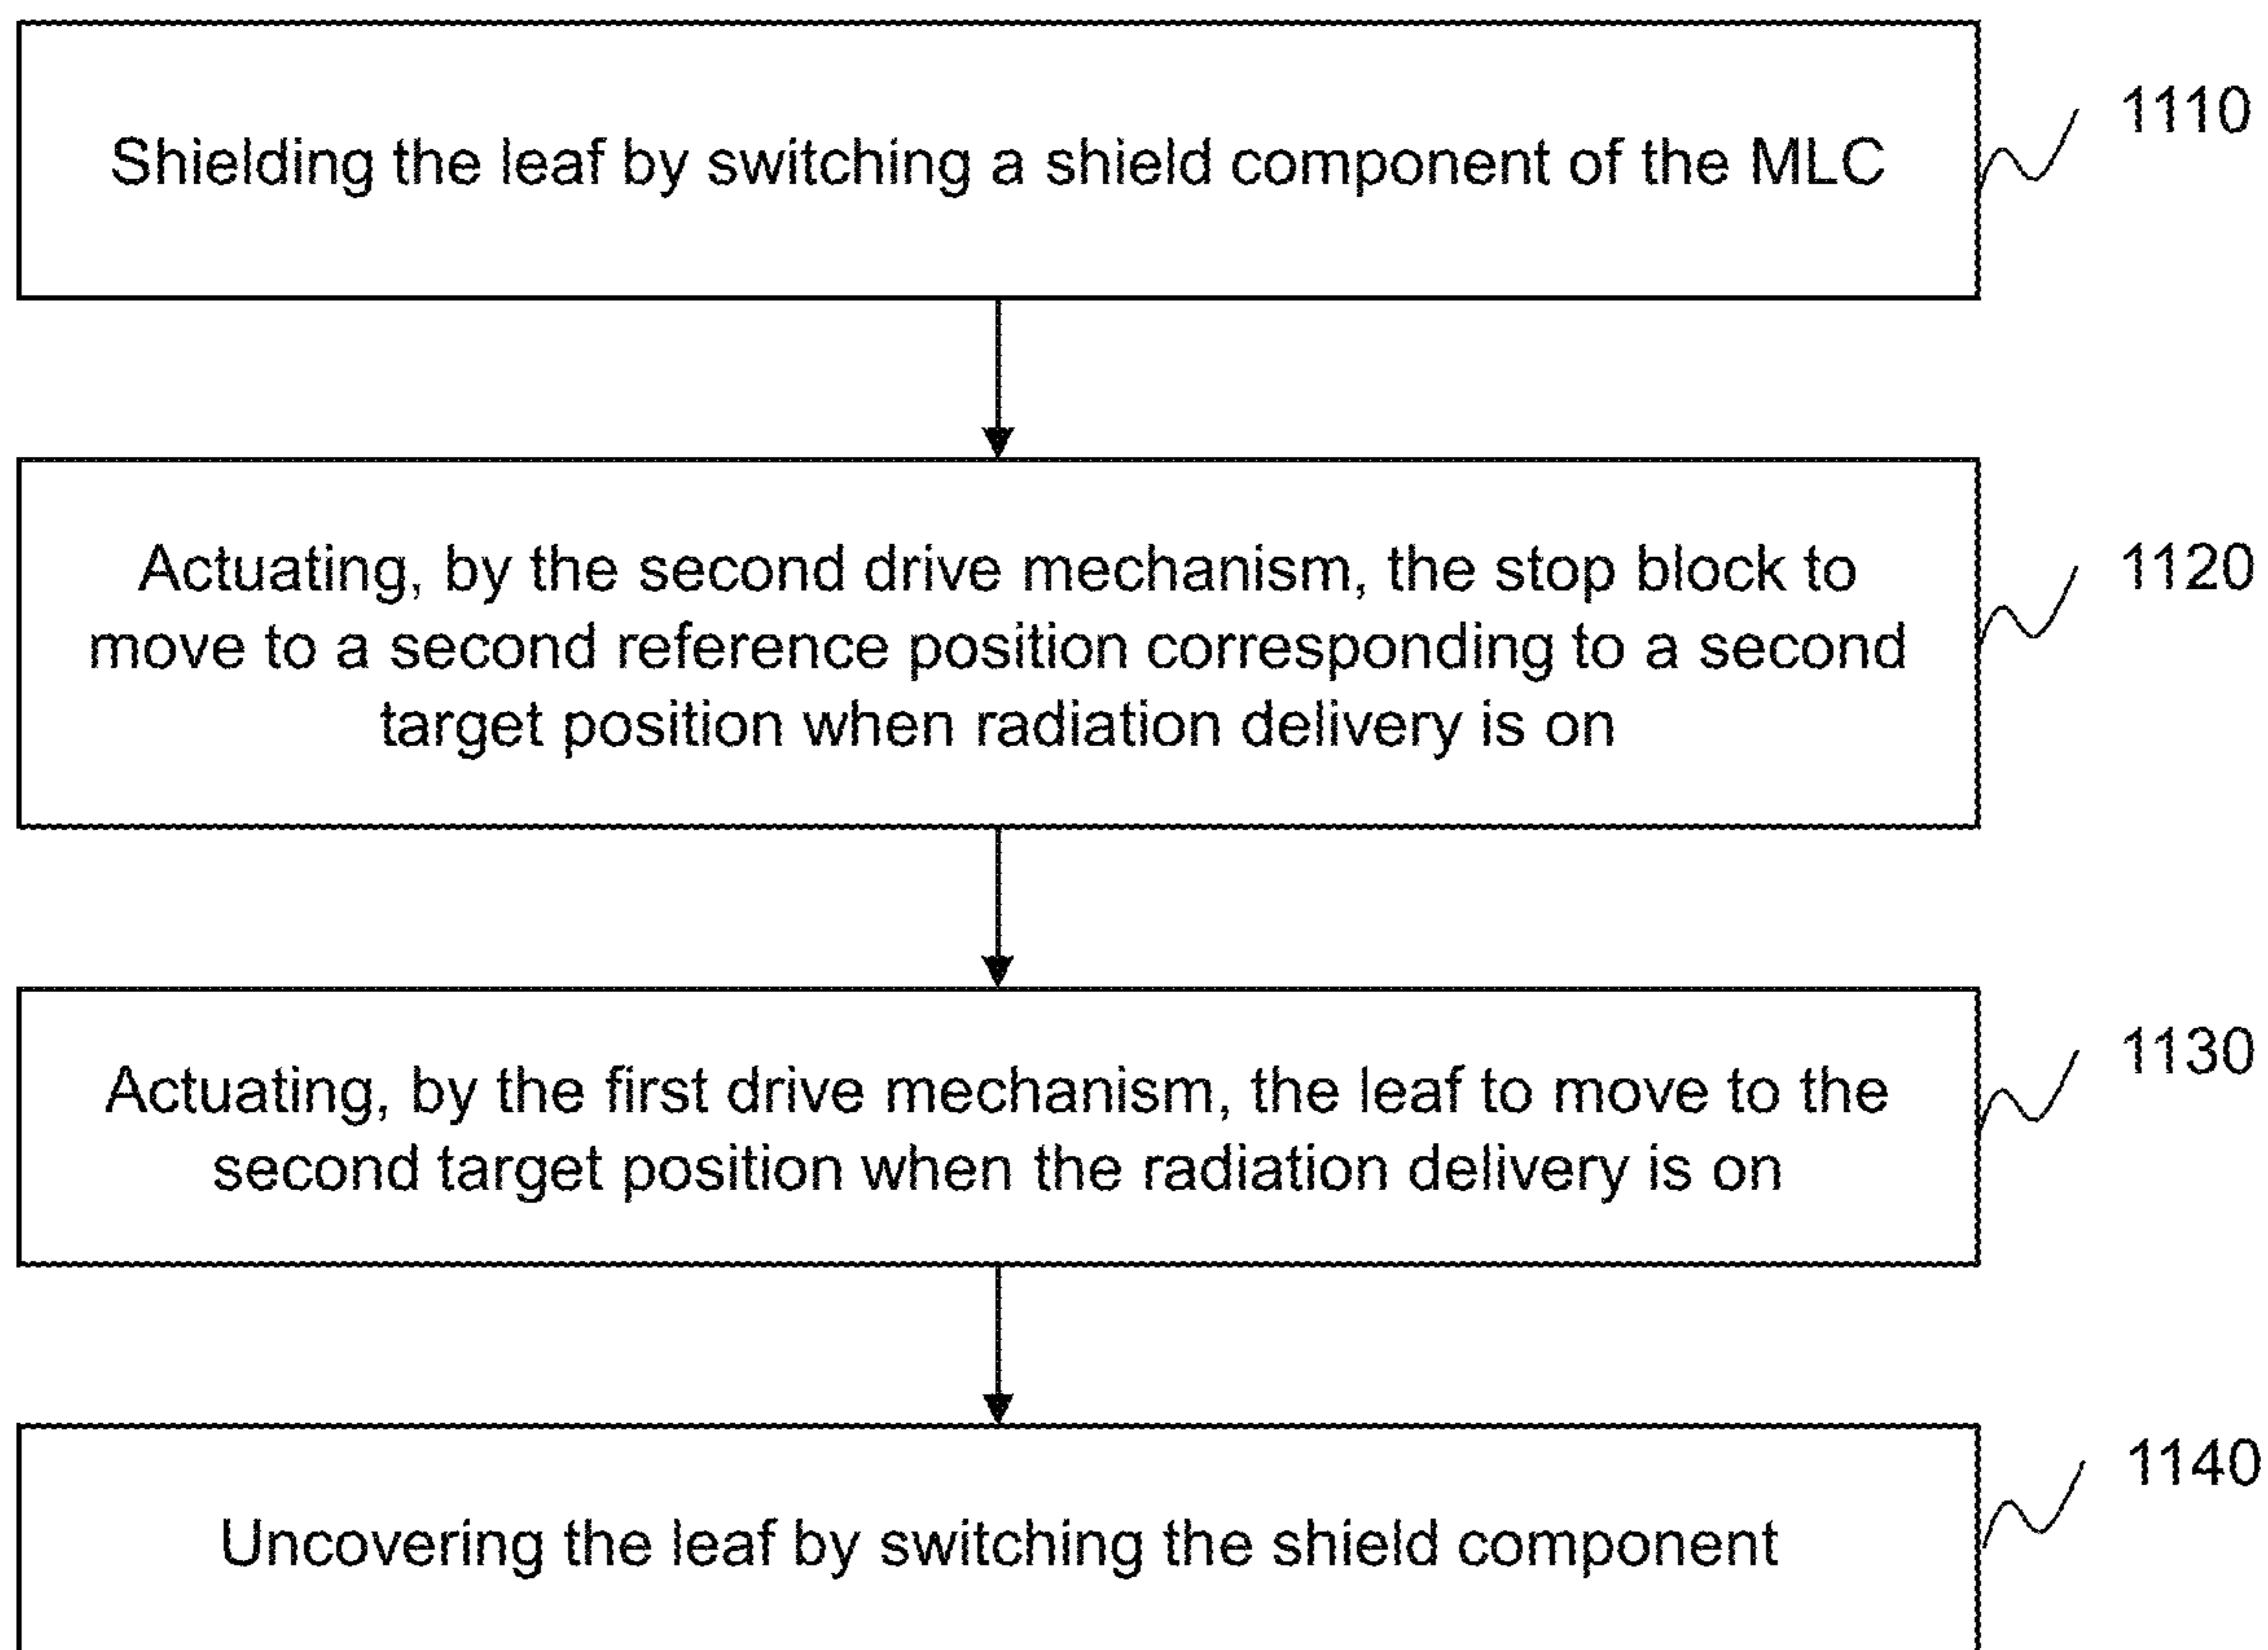 Shielding the leaf by switching a shield component of the MLC
1110
Actuating, by the second drive mechanism, the stop block to
move to a second reference position corresponding to a second
target position when radiation delivery is on
1120
Actuating, by the first drive mechanism, the leaf to move to the
second target position when the radiation delivery is on
1130
Uncovering the leaf by switching the shield component
1140